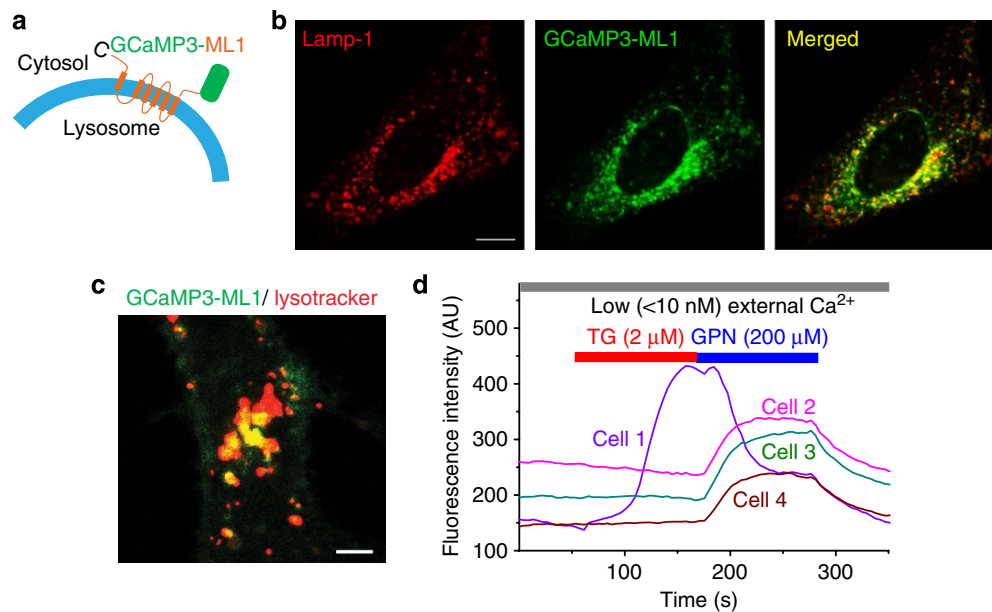 a
C
GCaMP3-ML1
Cytosol
Lysosome
b
Lamp-1
GCaMP3-ML1
Merged
c
GCaMP3-ML1/ lysotracker
d
Low (<10 nM) external Ca²⁺
TG (2 μM) GPN (200 μM)
Cell 1
Cell 2
Cell 3
Cell 4
Fluorescence intensity (AU)
500
400
300
200
100
100 200 300
Time (s)